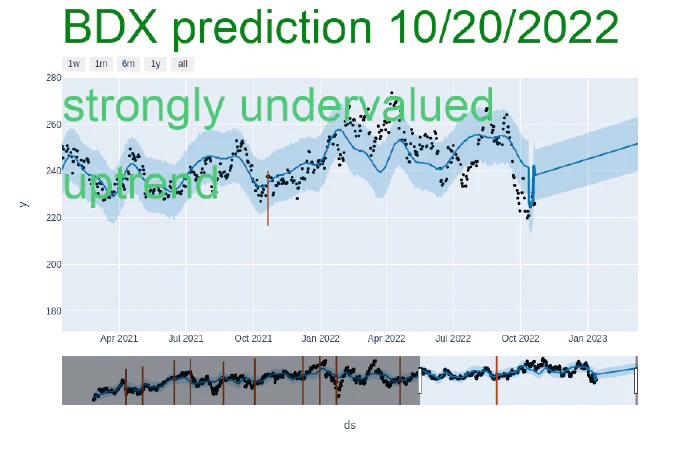 BDX prediction 10/20/2022
1w 1m 6m 1y all
280
strongly undervalued
260
240
uptrend
y
220
200
180
Apr 2021 Jul 2021 Oct 2021 Jan 2022 Apr 2022 Jul 2022 Oct 2022 Jan 2023
ds